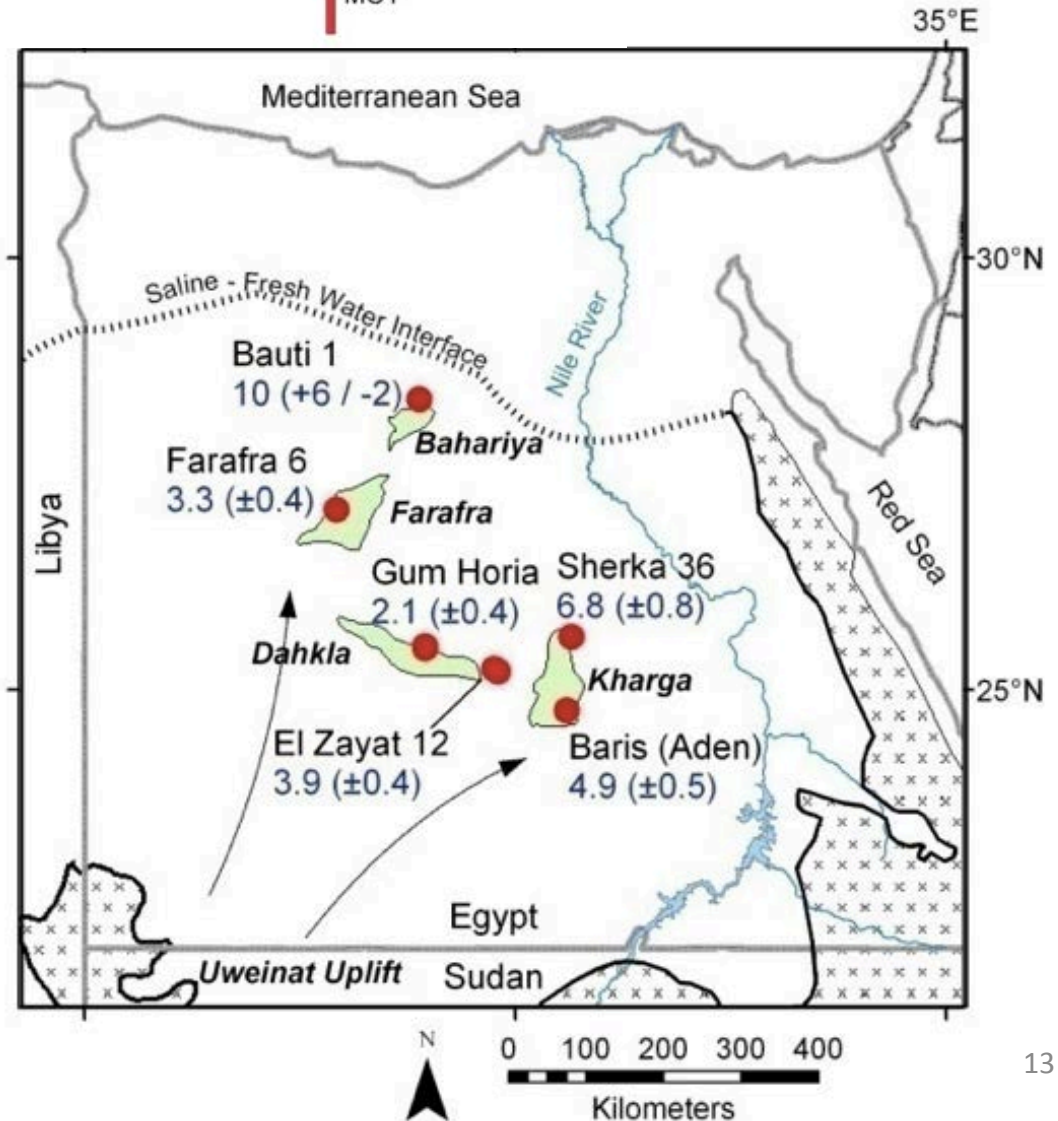 35°E
Mediterranean Sea
30°N
Saline - Fresh Water Interface
Nile River
Bauti 1
10 (+6 / -2)
Bahariya
Farafra 6
3.3 (±0.4)
Farafra
Libya
Red Sea
Gum Horia
2.1 (±0.4)
Sherka 36
6.8 (±0.8)
Dahkla
Kharga
25°N
El Zayat 12
3.9 (±0.4)
Baris (Aden)
4.9 (±0.5)
Egypt
Uweinat Uplift
Sudan
N
0 100 200 300 400
Kilometers
13